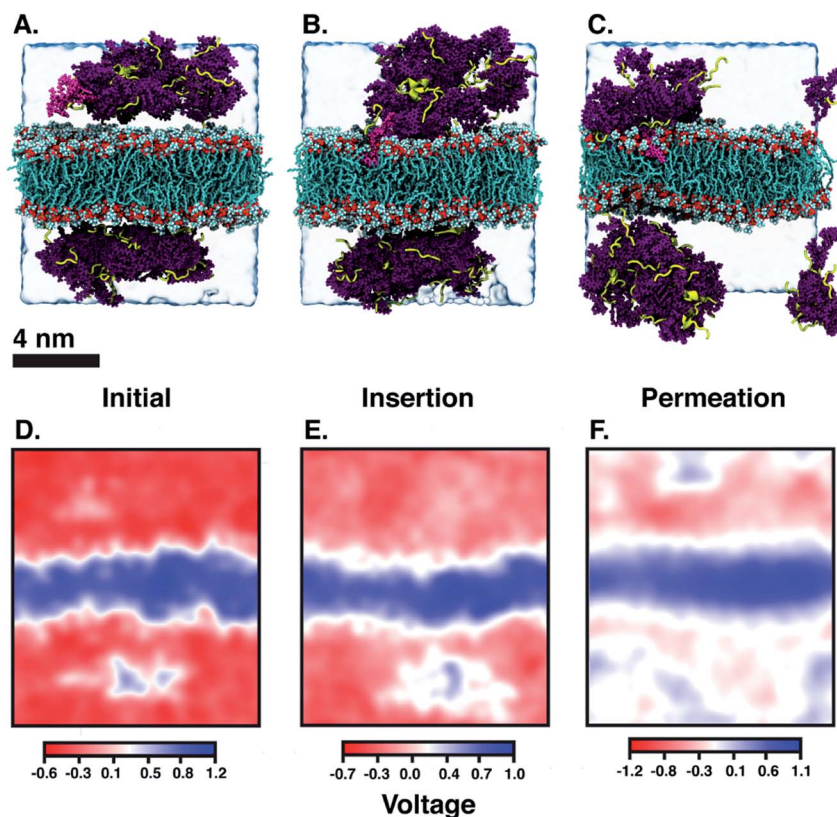 A. B. C.
4 nm
Initial Insertion Permeation
D. E. F.
-0.6 -0.3 0.1 0.5 0.8 1.2 -0.7 -0.3 0.0 0.4 0.7 1.0 -1.2 -0.8 -0.3 0.1 0.6 1.1
Voltage